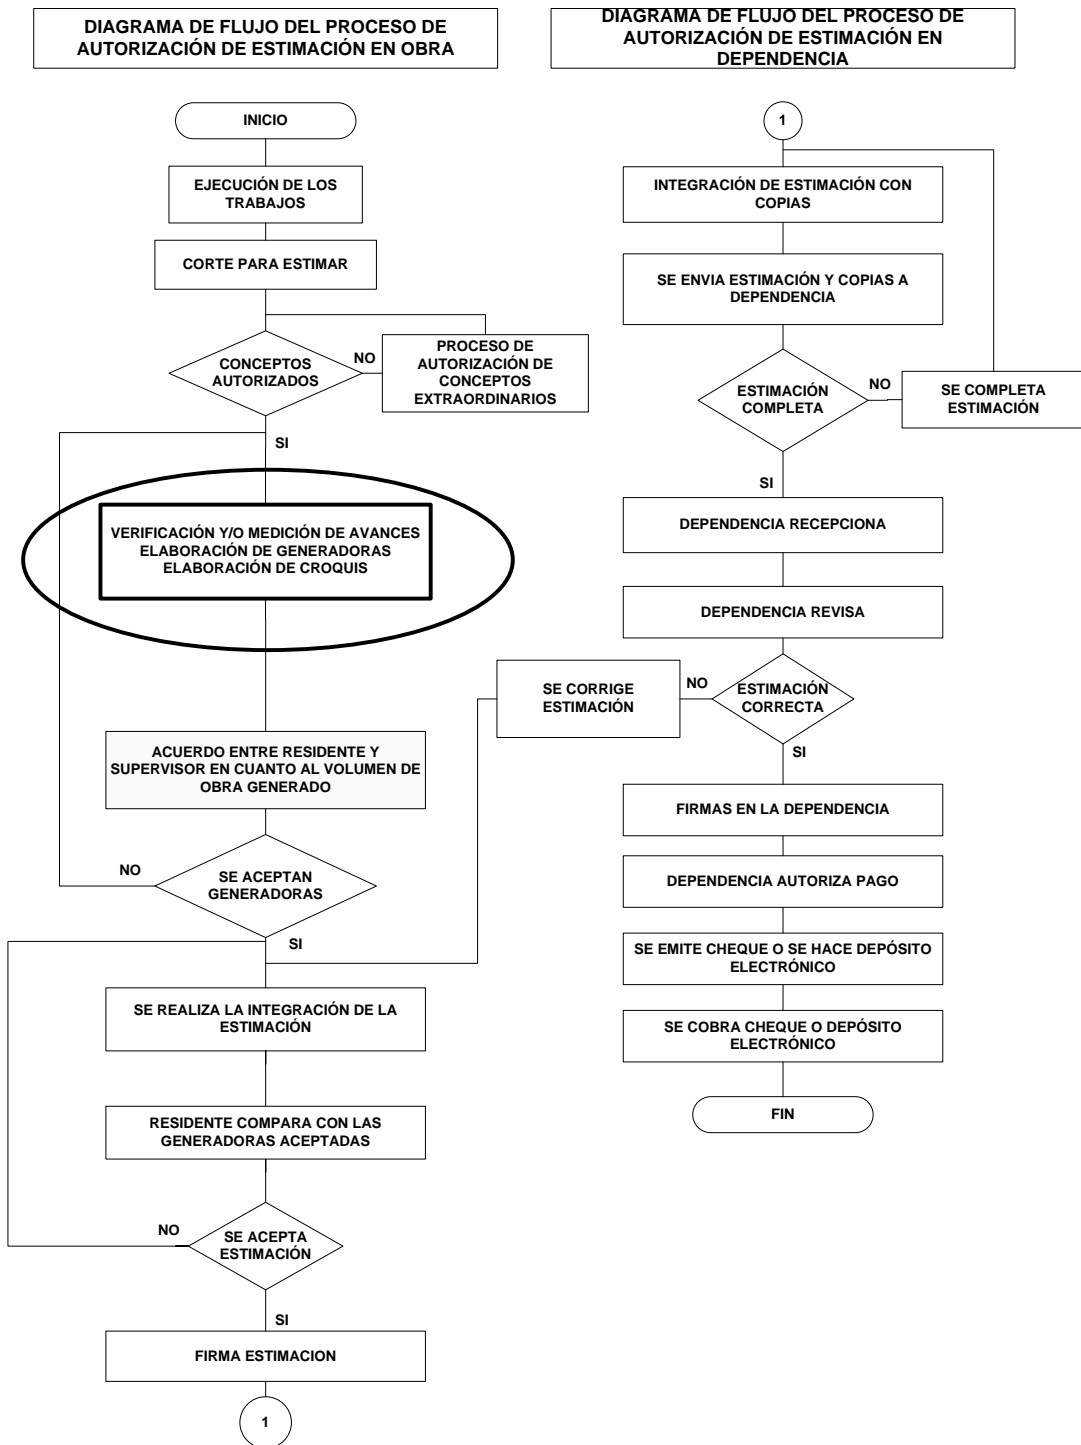 DIAGRAMA DE FLUJO DEL PROCESO DE
AUTORIZACIÓN DE ESTIMACIÓN EN OBRA
INICIO
EJECUCIÓN DE LOS
TRABAJOS
CORTE PARA ESTIMAR
CONCEPTOS
AUTORIZADOS
NO
PROCESO DE
AUTORIZACIÓN DE
CONCEPTOS
EXTRAORDINARIOS
SI
VERIFICACIÓN Y/O MEDICIÓN DE AVANCES
ELABORACIÓN DE GENERADORAS
ELABORACIÓN DE CROQUIS
ACUERDO ENTRE RESIDENTE Y
SUPERVISOR EN CUANTO AL VOLUMEN DE
OBRA GENERADO
NO
SE ACEPTAN
GENERADORAS
SI
SE REALIZA LA INTEGRACIÓN DE LA
ESTIMACIÓN
RESIDENTE COMPARA CON LAS
GENERADORAS ACEPTADAS
NO
SE ACEPTA
ESTIMACIÓN
SI
FIRMA ESTIMACION
1
DIAGRAMA DE FLUJO DEL PROCESO DE
AUTORIZACIÓN DE ESTIMACIÓN EN
DEPENDENCIA
1
INTEGRACIÓN DE ESTIMACIÓN CON
COPIAS
SE ENVIA ESTIMACIÓN Y COPIAS A
DEPENDENCIA
ESTIMACIÓN
COMPLETA
NO
SE COMPLETA
ESTIMACIÓN
SI
DEPENDENCIA RECEPCIONA
DEPENDENCIA REVISA
SE CORRIGE
ESTIMACIÓN
NO
ESTIMACIÓN
CORRECTA
SI
FIRMAS EN LA DEPENDENCIA
DEPENDENCIA AUTORIZA PAGO
SE EMITE CHEQUE O SE HACE DEPÓSITO
ELECTRÓNICO
SE COBRA CHEQUE O DEPÓSITO
ELECTRÓNICO
FIN